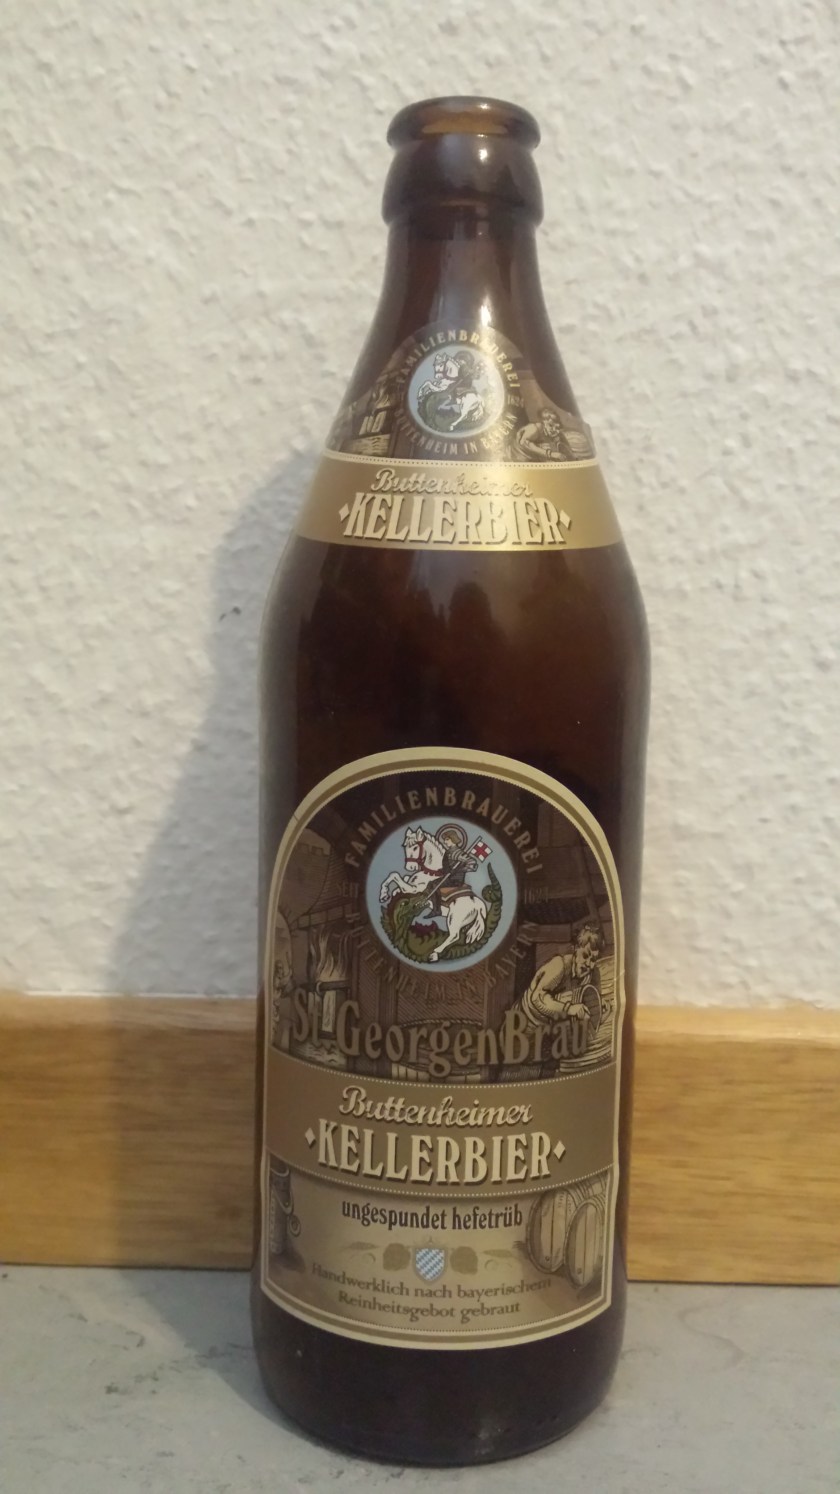 FAMILIENBRAUEREI
1624
BUTTENHEIM IN BAYERN
Buttenheimer
KELLERBIER
FAMILIENBRAUEREI
SEIT 1624
BUTTENHEIM IN BAYERN
St. GeorgenBräu
Buttenheimer
KELLERBIER
ungespundet hefetrüb
Handwerklich nach bayerischem
Reinheitsgebot gebraut